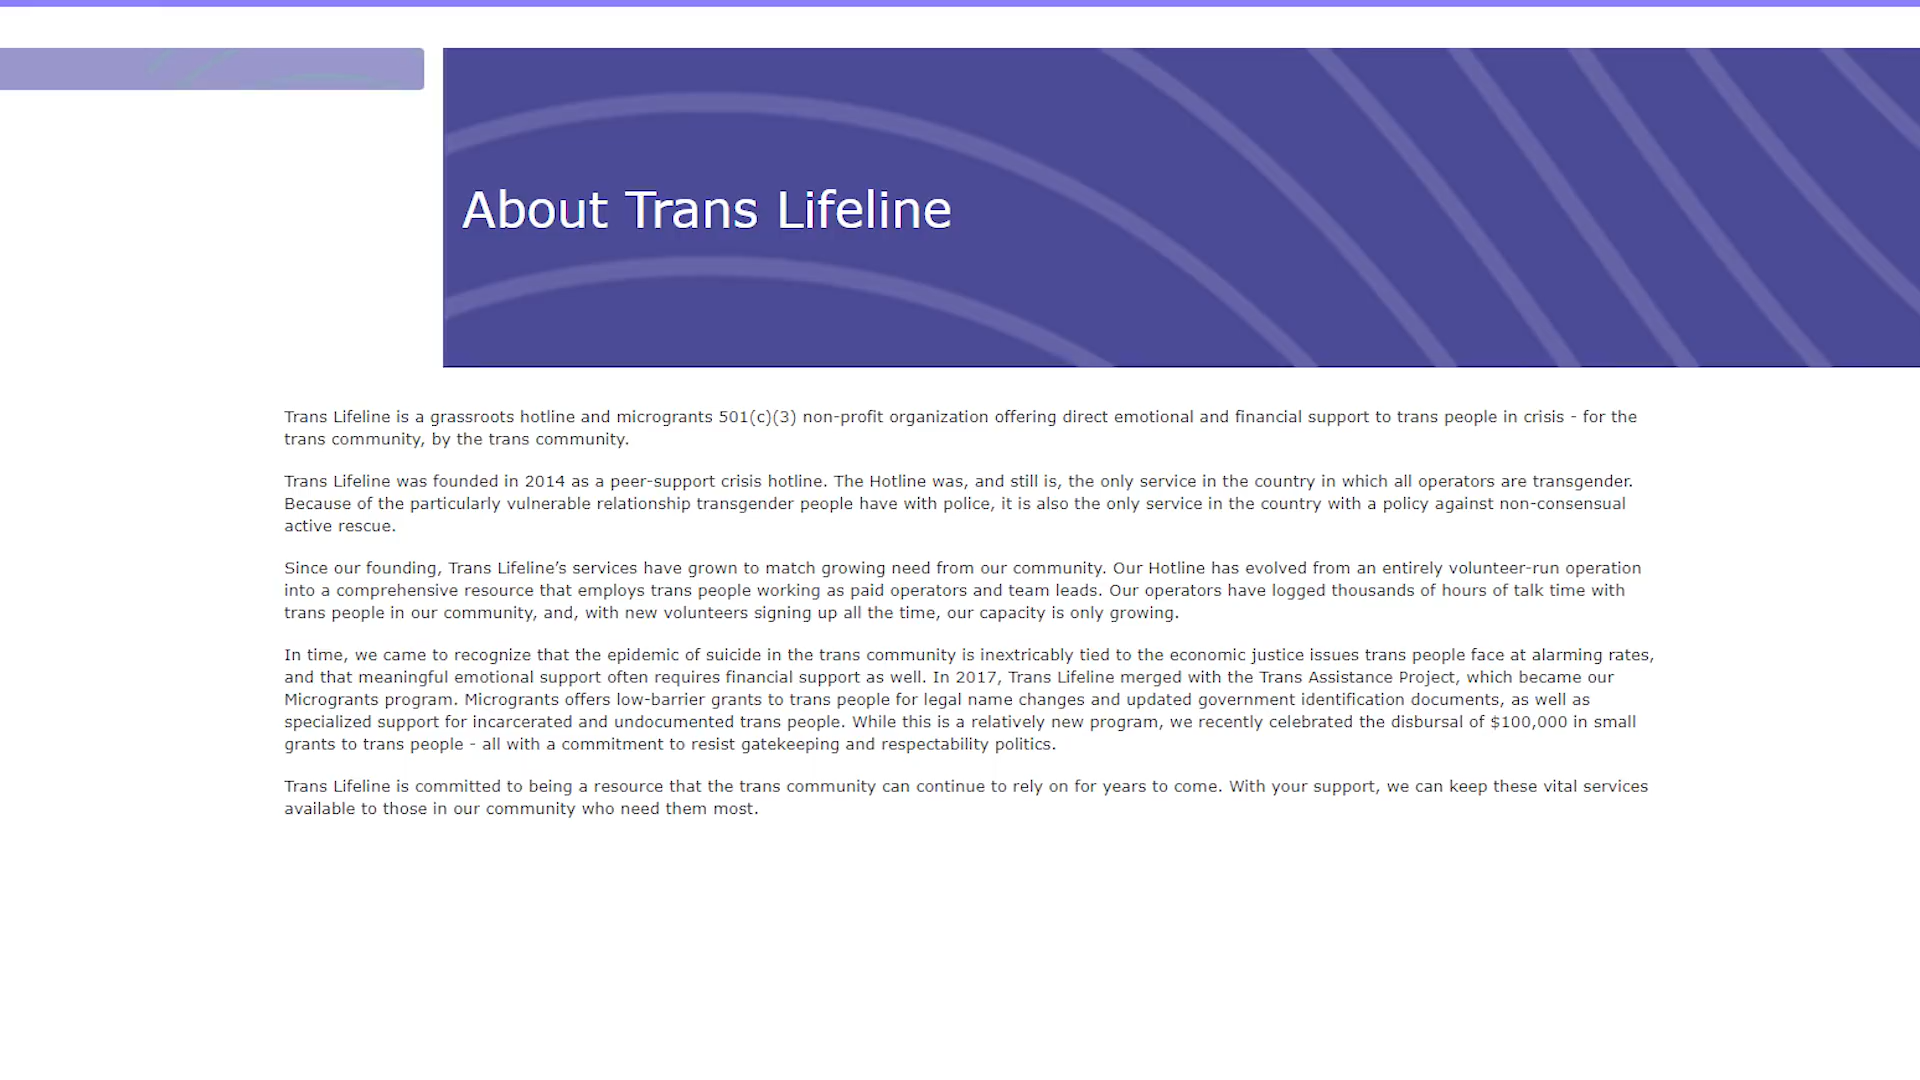 About Trans Lifeline
Trans Lifeline is a grassroots hotline and microgrants 501(c)(3) non-profit organization offering direct emotional and financial support to trans people in crisis - for the
trans community, by the trans community.
Trans Lifeline was founded in 2014 as a peer-support crisis hotline. The Hotline was, and still is, the only service in the country in which all operators are transgender.
Because of the particularly vulnerable relationship transgender people have with police, it is also the only service in the country with a policy against non-consensual
active rescue.
Since our founding, Trans Lifeline’s services have grown to match growing need from our community. Our Hotline has evolved from an entirely volunteer-run operation
into a comprehensive resource that employs trans people working as paid operators and team leads. Our operators have logged thousands of hours of talk time with
trans people in our community, and, with new volunteers signing up all the time, our capacity is only growing.
In time, we came to recognize that the epidemic of suicide in the trans community is inextricably tied to the economic justice issues trans people face at alarming rates,
and that meaningful emotional support often requires financial support as well. In 2017, Trans Lifeline merged with the Trans Assistance Project, which became our
Microgrants program. Microgrants offers low-barrier grants to trans people for legal name changes and updated government identification documents, as well as
specialized support for incarcerated and undocumented trans people. While this is a relatively new program, we recently celebrated the disbursal of $100,000 in small
grants to trans people - all with a commitment to resist gatekeeping and respectability politics.
Trans Lifeline is committed to being a resource that the trans community can continue to rely on for years to come. With your support, we can keep these vital services
available to those in our community who need them most.